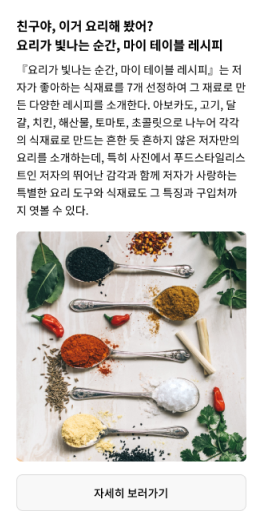 친구야, 이거 요리해 봤어?
요리가 빛나는 순간, 마이 테이블 레시피
『요리가 빛나는 순간, 마이 테이블 레시피』는 저
자가 좋아하는 식재료를 7개 선정하여 그 재료로 만
든 다양한 레시피를 소개한다. 아보카도, 고기, 달
걀, 치킨, 해산물, 토마토, 초콜릿으로 나누어 각각
의 식재료로 만드는 흔한 듯 흔하지 않은 저자만의
요리를 소개하는데, 특히 사진에서 푸드스타일리스
트인 저자의 뛰어난 감각과 함께 저자가 사랑하는
특별한 요리 도구와 식재료도 그 특징과 구입처까
지 엿볼 수 있다.
자세히 보러가기